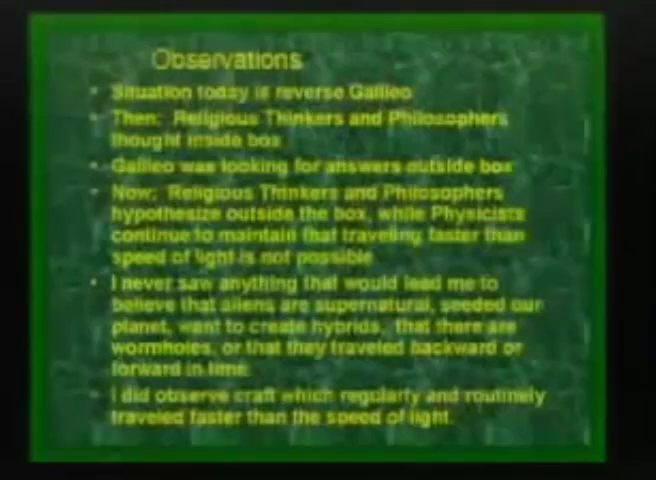 Observations
• Situation today is reverse Galileo
• Then: Religious Thinkers and Philosophers
thought inside box
• Galileo was looking for answers outside box
• Now: Religious Thinkers and Philosophers
hypothesize outside the box, while Physicists
continue to maintain that traveling faster than
speed of light is not possible
• I never saw anything that would lead me to
believe that aliens are supernatural, seeded our
planet, want to create hybrids, that there are
wormholes, or that they traveled backward or
forward in time.
• I did observe craft which regularly and routinely
traveled faster than the speed of light.